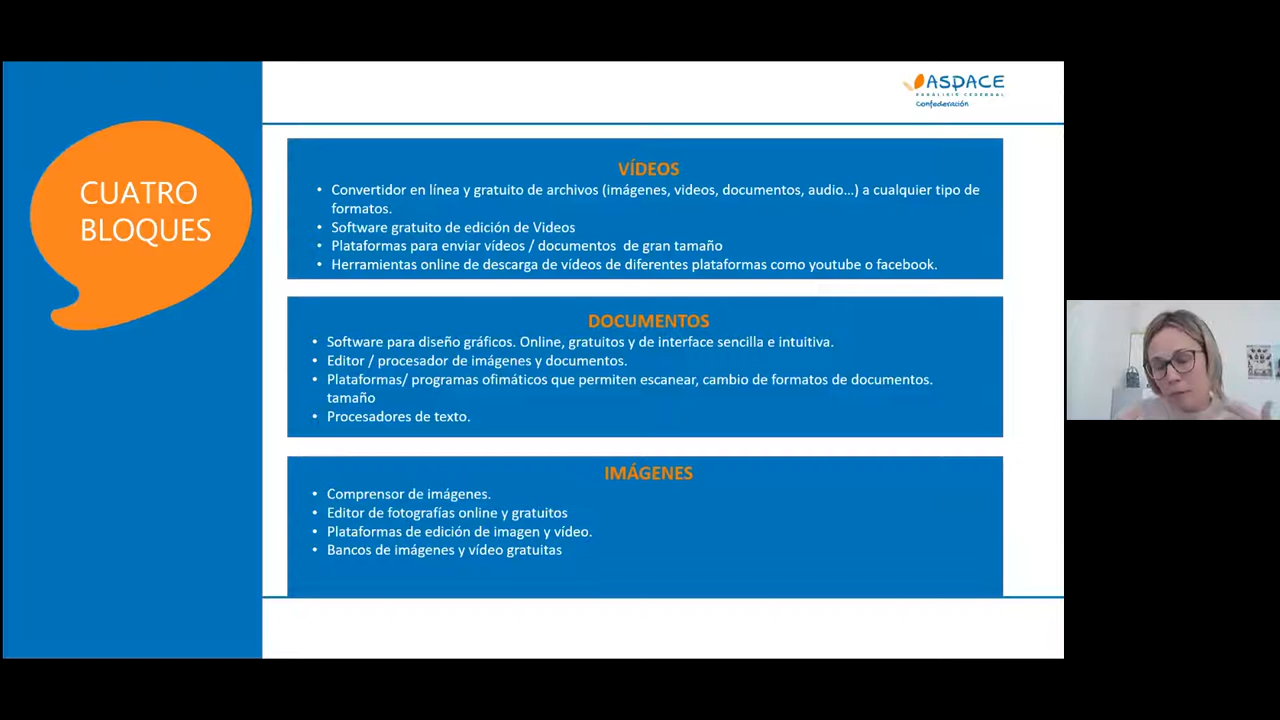 ASPACE
PARÁLISIS CEREBRAL
Confederación
CUATRO
BLOQUES
VÍDEOS
• Convertidor en línea y gratuito de archivos (imágenes, videos, documentos, audio...) a cualquier tipo de
formatos.
• Software gratuito de edición de Videos
• Plataformas para enviar vídeos / documentos de gran tamaño
• Herramientas online de descarga de vídeos de diferentes plataformas como youtube o facebook.
DOCUMENTOS
• Software para diseño gráficos. Online, gratuitos y de interface sencilla e intuitiva.
• Editor / procesador de imágenes y documentos.
• Plataformas/ programas ofimáticos que permiten escanear, cambio de formatos de documentos.
tamaño
• Procesadores de texto.
IMÁGENES
• Comprensor de imágenes.
• Editor de fotografías online y gratuitos
• Plataformas de edición de imagen y vídeo.
• Bancos de imágenes y vídeo gratuitas